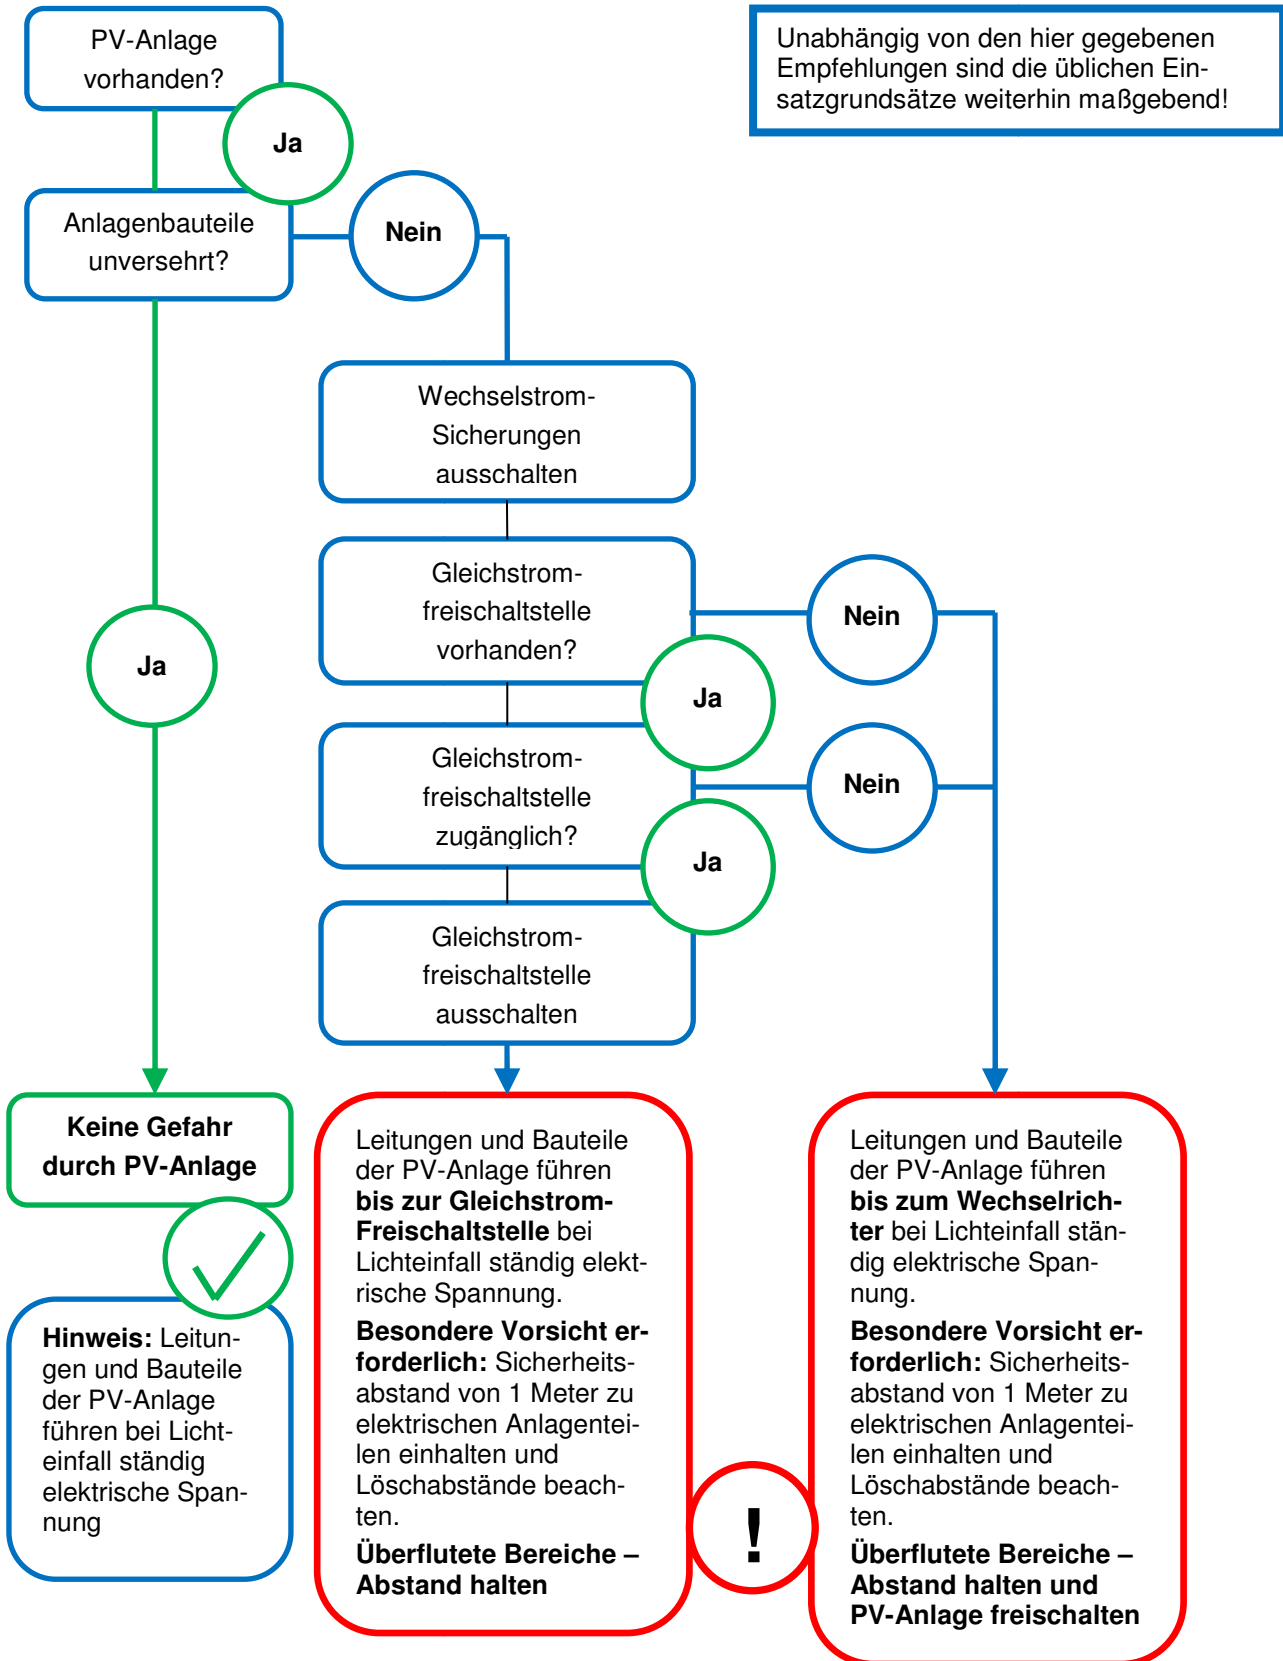 PV-Anlage
vorhanden?
Unabhängig von den hier gegebenen
Empfehlungen sind die üblichen Ein-
satzgrundsätze weiterhin maßgebend!
Ja
Anlagenbauteile
unversehrt?
Nein
Wechselstrom-
Sicherungen
ausschalten
Gleichstrom-
freischaltstelle
vorhanden?
Nein
Ja
Ja
Gleichstrom-
freischaltstelle
zugänglich?
Nein
Ja
Gleichstrom-
freischaltstelle
ausschalten
Keine Gefahr
durch PV-Anlage
Hinweis: Leitun-
gen und Bauteile
der PV-Anlage
führen bei Licht-
einfall ständig
elektrische Span-
nung
Leitungen und Bauteile
der PV-Anlage führen
bis zur Gleichstrom-
Freischaltstelle bei
Lichteinfall ständig elekt-
rische Spannung.
Besondere Vorsicht er-
forderlich: Sicherheits-
abstand von 1 Meter zu
elektrischen Anlagentei-
len einhalten und
Löschabstände beach-
ten.
Überflutete Bereiche –
Abstand halten
!
Leitungen und Bauteile
der PV-Anlage führen
bis zum Wechselrich-
ter bei Lichteinfall stän-
dig elektrische Span-
nung.
Besondere Vorsicht er-
forderlich: Sicherheits-
abstand von 1 Meter zu
elektrischen Anlagentei-
len einhalten und
Löschabstände beach-
ten.
Überflutete Bereiche –
Abstand halten und
PV-Anlage freischalten